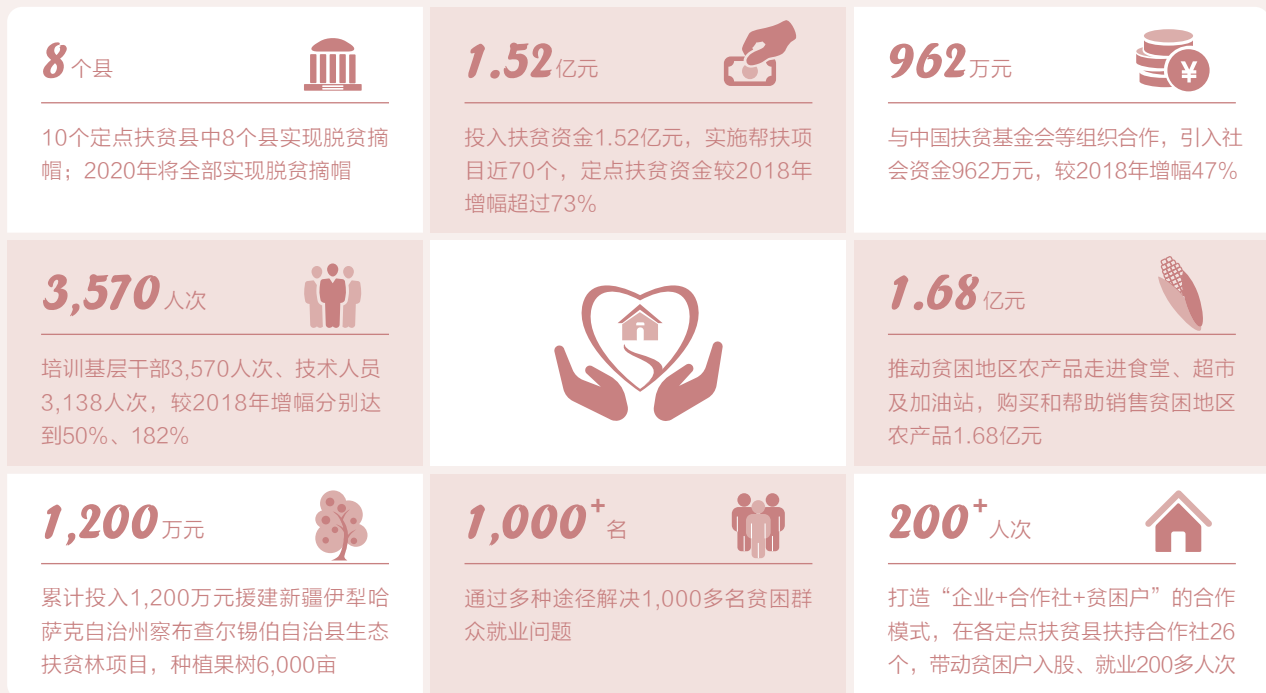 8个县
10个定点扶贫县中8个县实现脱贫摘
帽；2020年将全部实现脱贫摘帽
1.52亿元
投入扶贫资金1.52亿元，实施帮扶项
目近70个，定点扶贫资金较2018年
增幅超过73%
962万元
¥
与中国扶贫基金会等组织合作，引入社
会资金962万元，较2018年增幅47%
3,570人次
培训基层干部3,570人次、技术人员
3,138人次，较2018年增幅分别达
到50%、182%
1.68亿元
推动贫困地区农产品走进食堂、超市
及加油站，购买和帮助销售贫困地区
农产品1.68亿元
1,200万元
累计投入1,200万元援建新疆伊犁哈
萨克自治州察布查尔锡伯自治县生态
扶贫林项目，种植果树6,000亩
1,000+名
通过多种途径解决1,000多名贫困群
众就业问题
200+人次
打造“企业+合作社+贫困户”的合作
模式，在各定点扶贫县扶持合作社26
个，带动贫困户入股、就业200多人次